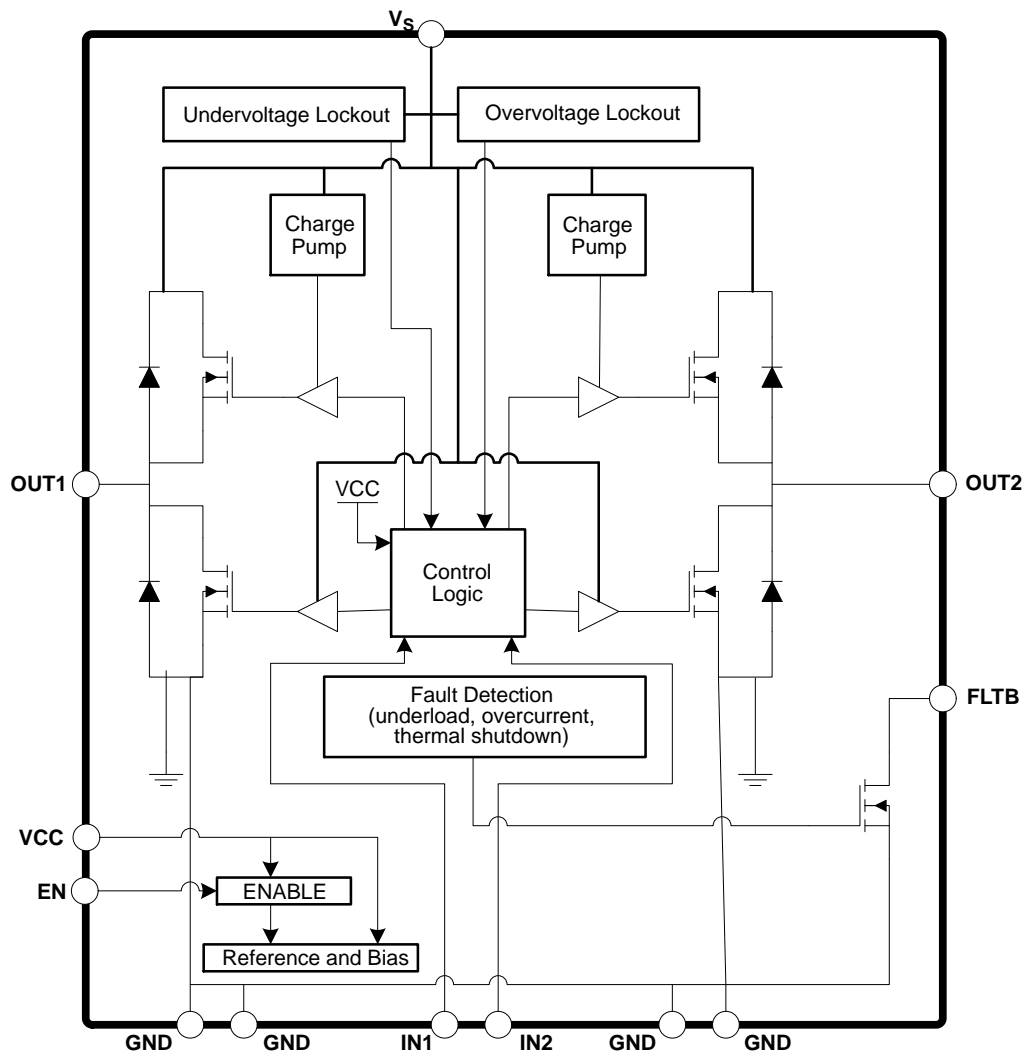 VS
Undervoltage Lockout
Overvoltage Lockout
Charge
Pump
Charge
Pump
OUT1
OUT2
VCC
Control
Logic
Fault Detection
(underload, overcurrent,
thermal shutdown)
FLTB
VCC
EN
ENABLE
Reference and Bias
GND
GND
IN1
IN2
GND
GND